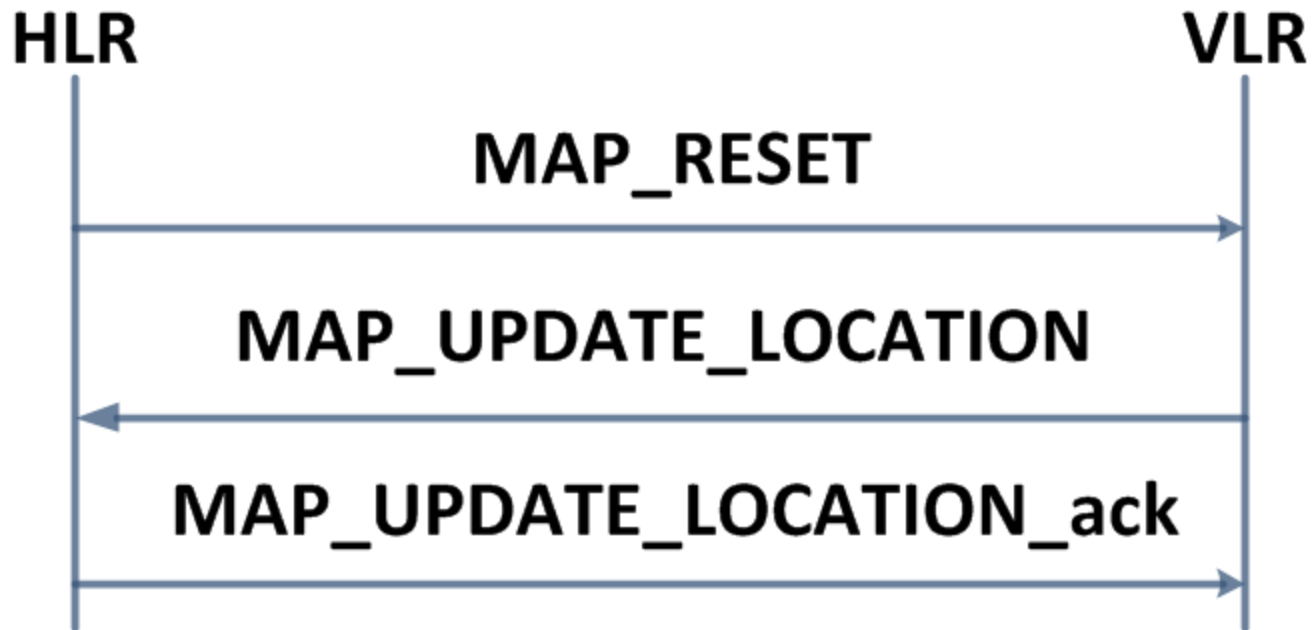 HLR
VLR
MAP_RESET
MAP_UPDATE_LOCATION
MAP_UPDATE_LOCATION_ack